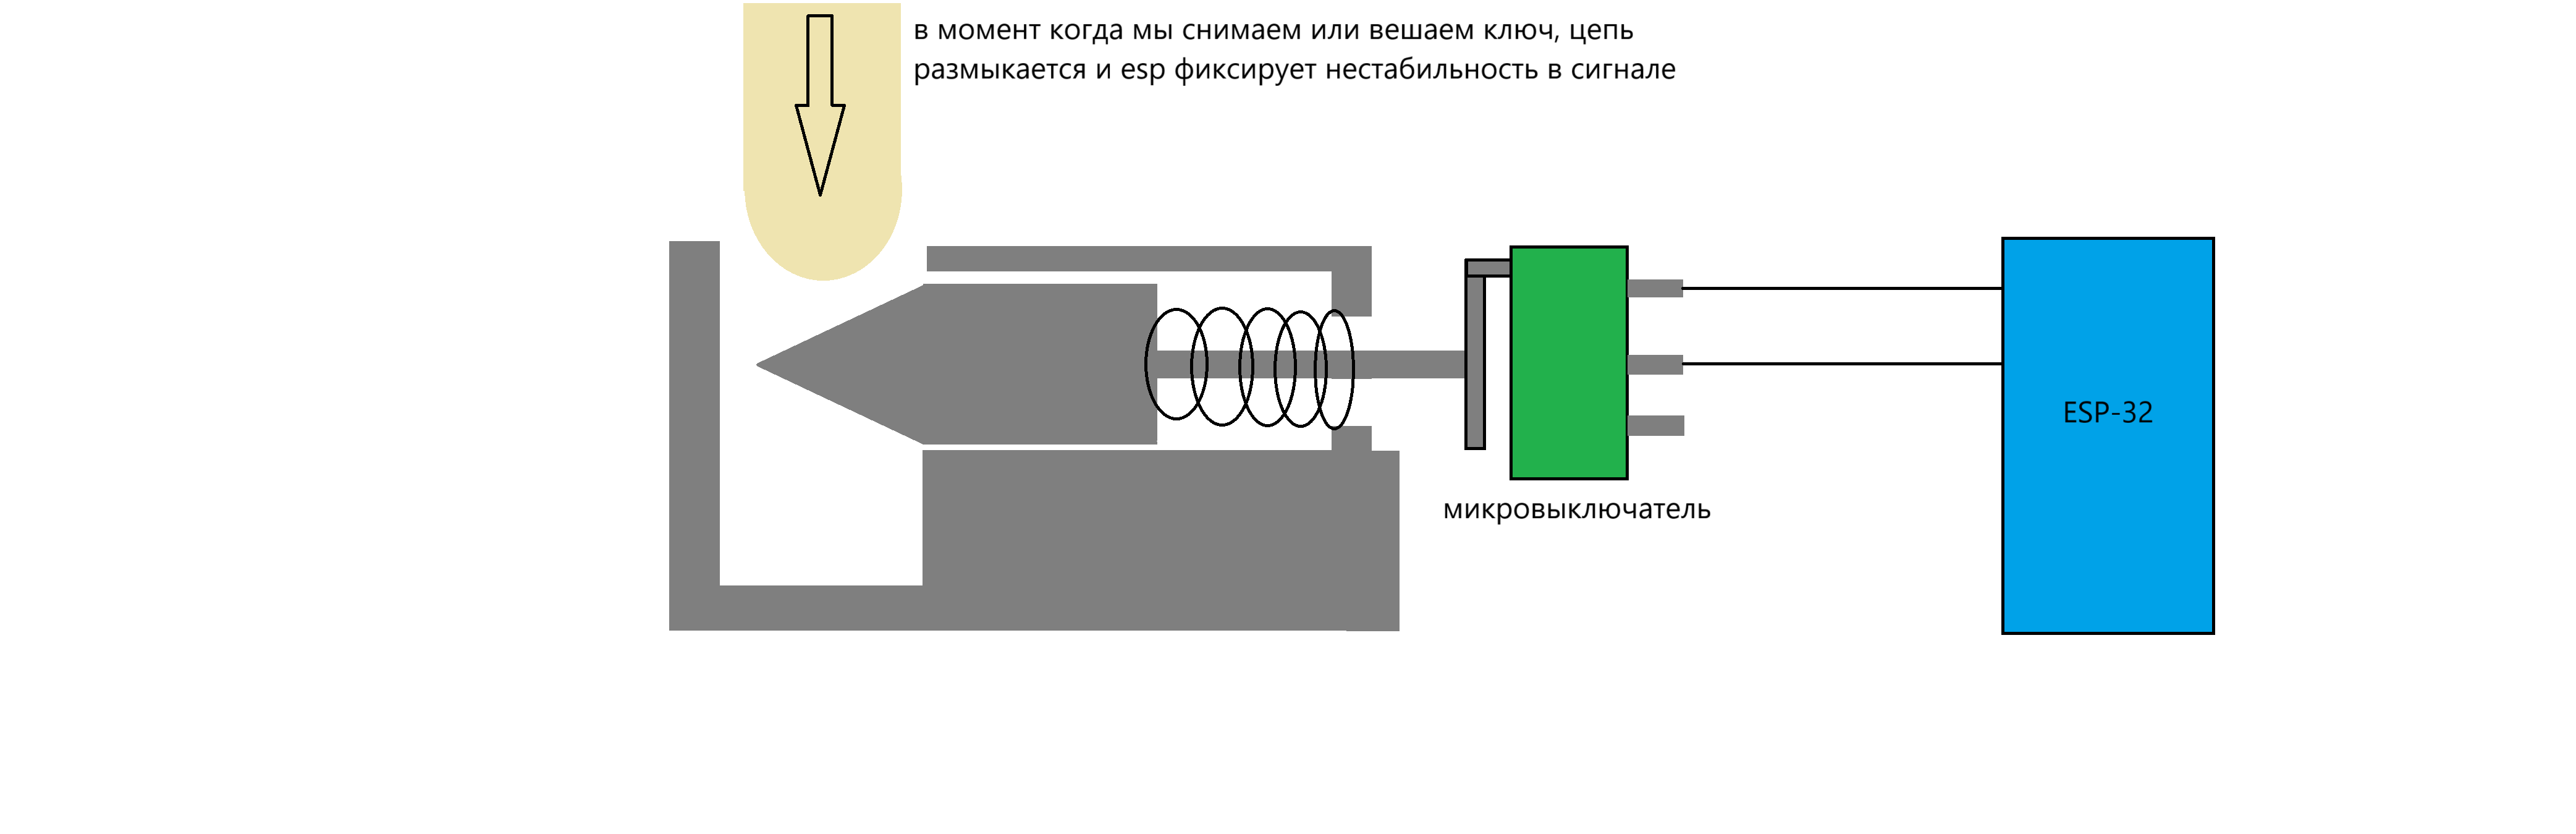 в момент когда мы снимаем или вешаем ключ, цепь
размыкается и esp фиксирует нестабильность в сигнале
ESP-32
микровыключатель